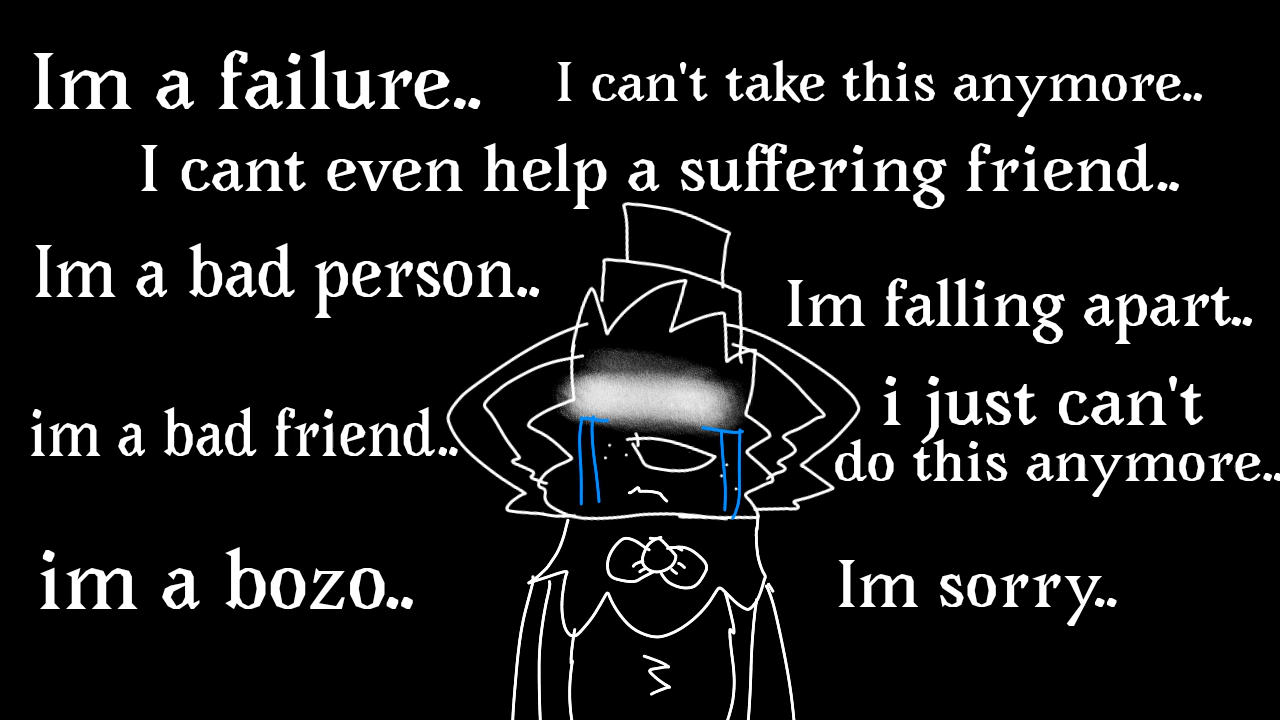 Im a failure..
I can't take this anymore..
I cant even help a suffering friend..
Im a bad person..
Im falling apart..
im a bad friend..
i just can't
do this anymore..
im a bozo..
Im sorry..